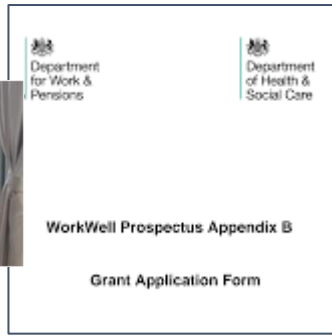 Department
for Work &
Pensions
Department
of Health &
Social Care
WorkWell Prospectus Appendix B
Grant Application Form